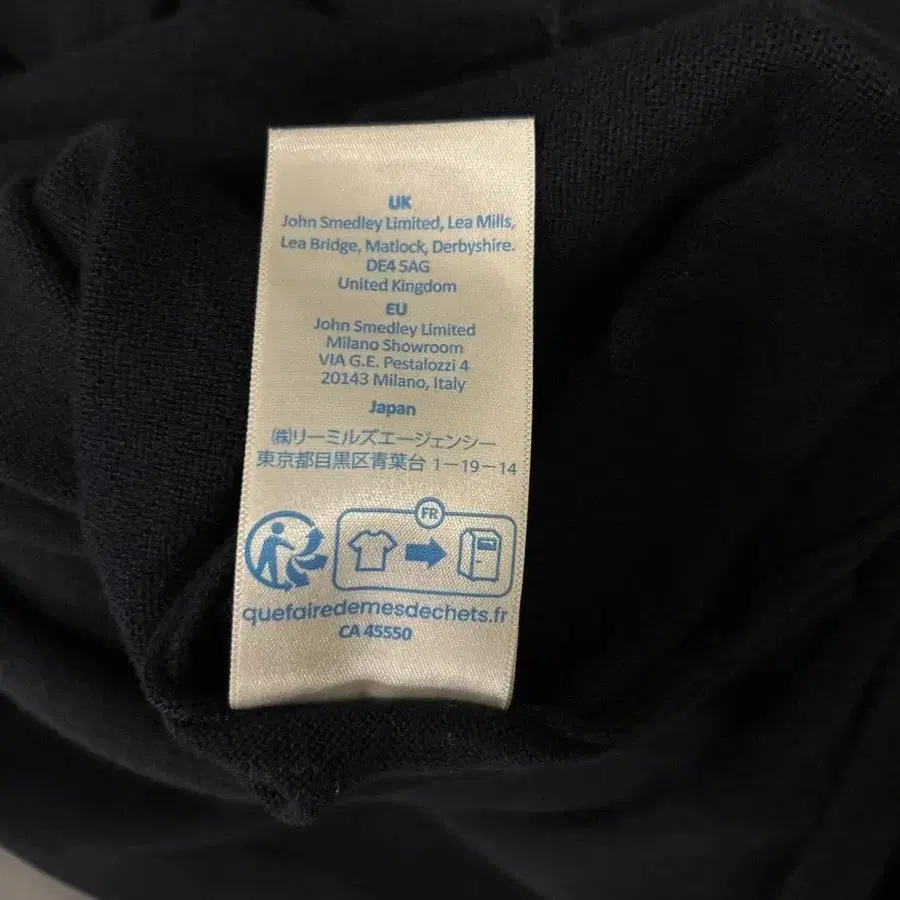 UK
John Smedley Limited, Lea Mills,
Lea Bridge, Matlock, Derbyshire.
DE4 5AG
United Kingdom
EU
John Smedley Limited
Milano Showroom
VIA G.E. Pestalozzi 4
20143 Milano, Italy
Japan
㈱リーミルズエージェンシー
東京都目黒区青葉台 1－19－14
FR
quefairedemesdechets.fr
CA 45550